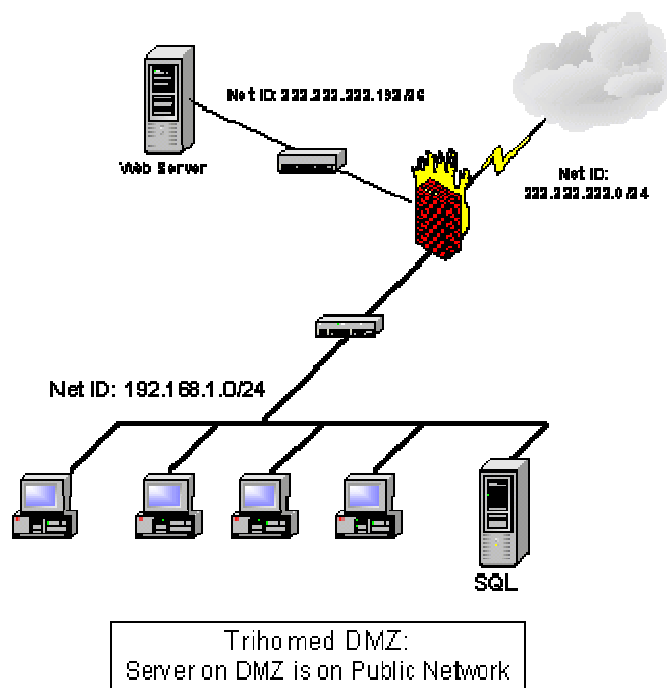 Net ID: 222.222.222.192/26
Web Server
Net ID:
222.222.222.0/24
Net ID: 192.168.1.0/24
SQL
Trihomed DMZ:
Server on DMZ is on Public Network